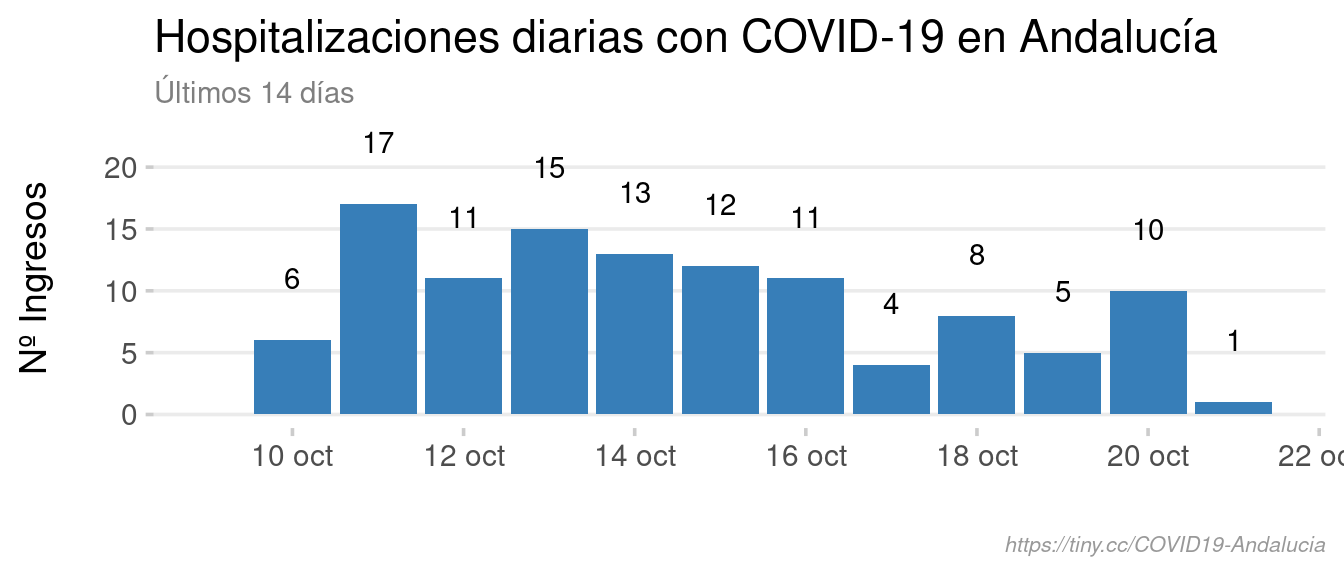 Hospitalizaciones diarias con COVID-19 en Andalucía
Últimos 14 días
Nº Ingresos
20
15
10
5
0
6
17
11
15
13
12
11
4
8
5
10
1
10 oct
12 oct
14 oct
16 oct
18 oct
20 oct
22 oc
https://tiny.cc/COVID19-Andalucia